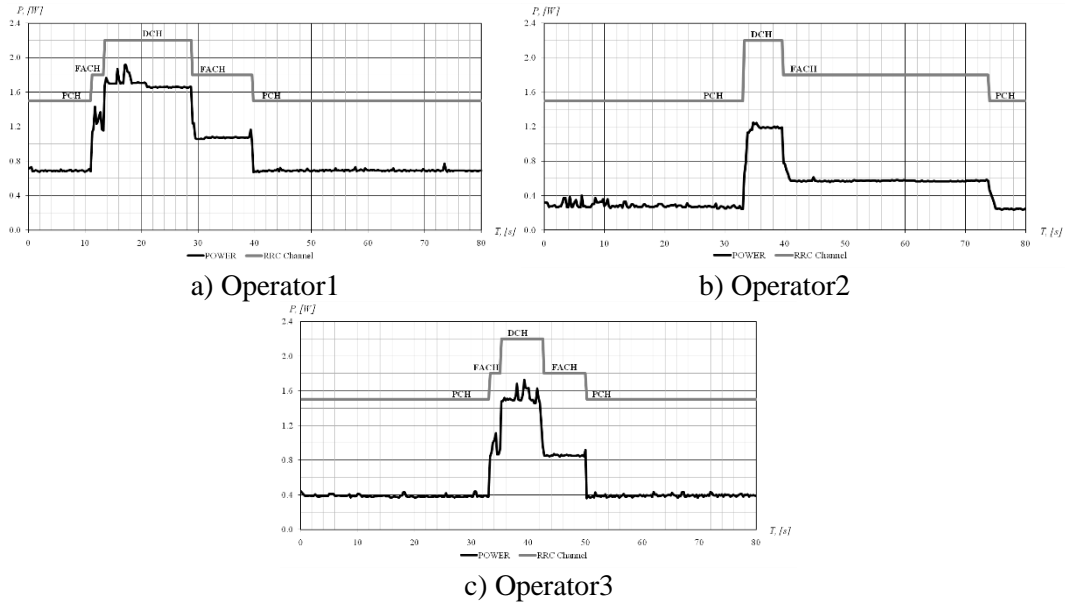 P, [W]
2.4
2.0
1.6
1.2
0.8
0.4
0.0
DCH
FACH
FACH
PCH
PCH
0 10 20 30 40 50 60 70 80
T, [s]
POWER RRC Channel
a) Operator1
P, [W]
2.4
2.0
1.6
1.2
0.8
0.4
0.0
DCH
FACH
PCH
PCH
0 10 20 30 40 50 60 70 80
T, [s]
POWER RRC Channel
b) Operator2
P, [W]
2.4
2.0
1.6
1.2
0.8
0.4
0.0
DCH
FACH
FACH
PCH
PCH
0 10 20 30 40 50 60 70 80
T, [s]
POWER RRC Channel
c) Operator3